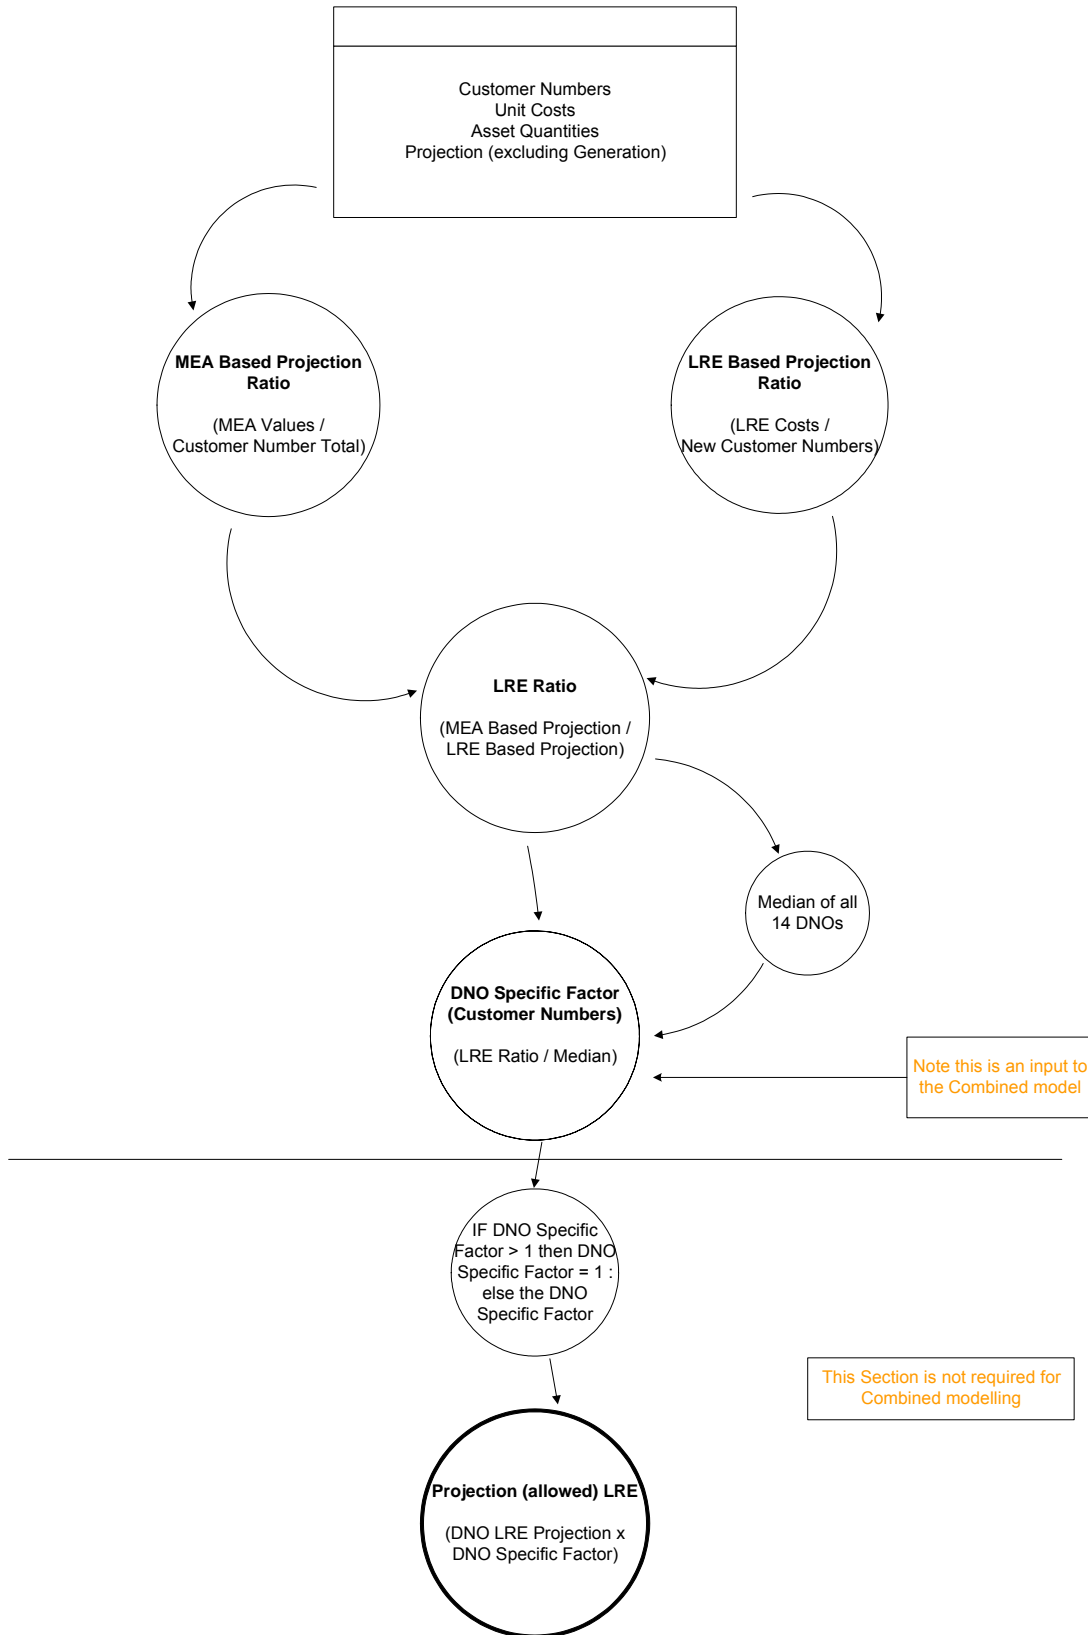 Customer Numbers
Unit Costs
Asset Quantities
Projection (excluding Generation)
MEA Based Projection
Ratio
(MEA Values /
Customer Number Total)
LRE Based Projection
Ratio
(LRE Costs /
New Customer Numbers)
LRE Ratio
(MEA Based Projection /
LRE Based Projection)
Median of all
14 DNOs
DNO Specific Factor
(Customer Numbers)
(LRE Ratio / Median)
Note this is an input to
the Combined model
IF DNO Specific
Factor > 1 then DNO
Specific Factor = 1 :
else the DNO
Specific Factor
This Section is not required for
Combined modelling
Projection (allowed) LRE
(DNO LRE Projection x
DNO Specific Factor)